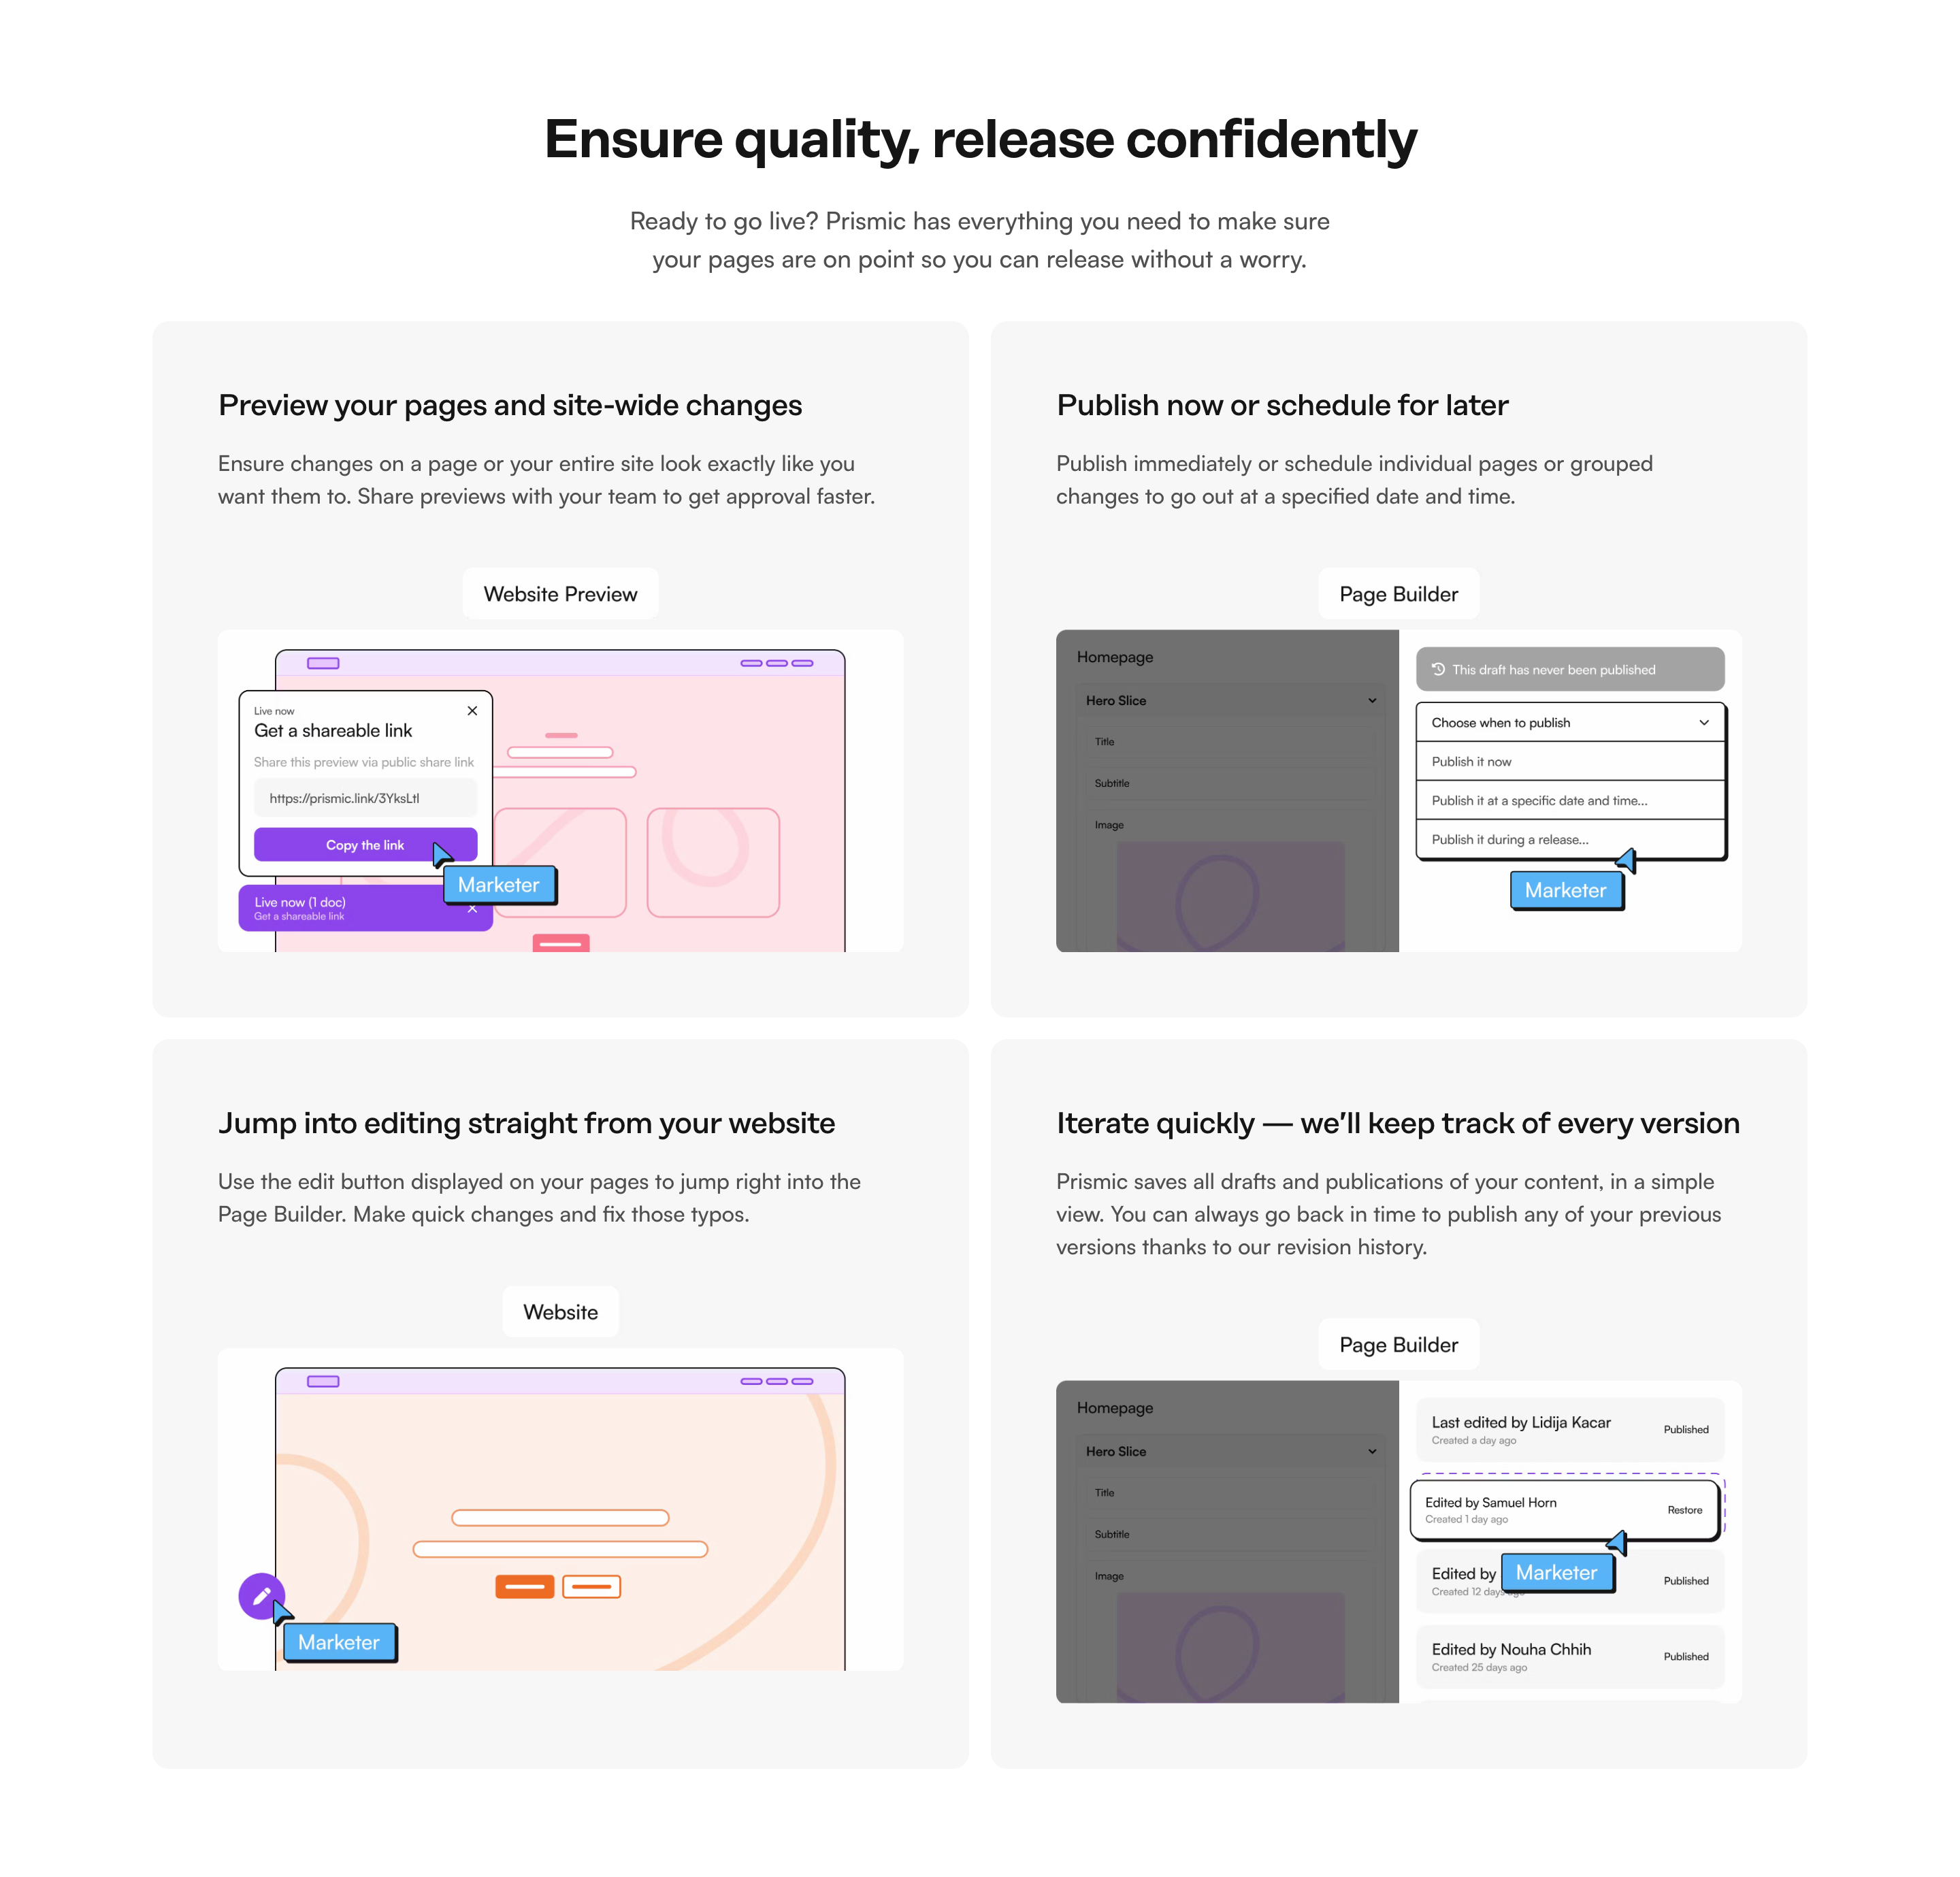 Ensure quality, release confidently
Ready to go live? Prismic has everything you need to make sure
your pages are on point so you can release without a worry.
Preview your pages and site-wide changes
Ensure changes on a page or your entire site look exactly like you
want them to. Share previews with your team to get approval faster.
Website Preview
Live now
Get a shareable link
Share this preview via public share link
https://prismic.link/3YksLtl
Copy the link
Marketer
Live now (1 doc)
Get a shareable link
Publish now or schedule for later
Publish immediately or schedule individual pages or grouped
changes to go out at a specified date and time.
Page Builder
Homepage
Hero Slice
Title
Subtitle
Image
This draft has never been published
Choose when to publish
Publish it now
Publish it at a specific date and time...
Publish it during a release...
Marketer
Jump into editing straight from your website
Use the edit button displayed on your pages to jump right into the
Page Builder. Make quick changes and fix those typos.
Website
Marketer
Iterate quickly — we’ll keep track of every version
Prismic saves all drafts and publications of your content, in a simple
view. You can always go back in time to publish any of your previous
versions thanks to our revision history.
Page Builder
Homepage
Hero Slice
Title
Subtitle
Image
Last edited by Lidija Kacar
Created a day ago
Published
Edited by Samuel Horn
Created 1 day ago
Restore
Marketer
Edited by
Created 12 days ago
Published
Edited by Nouha Chhih
Created 25 days ago
Published